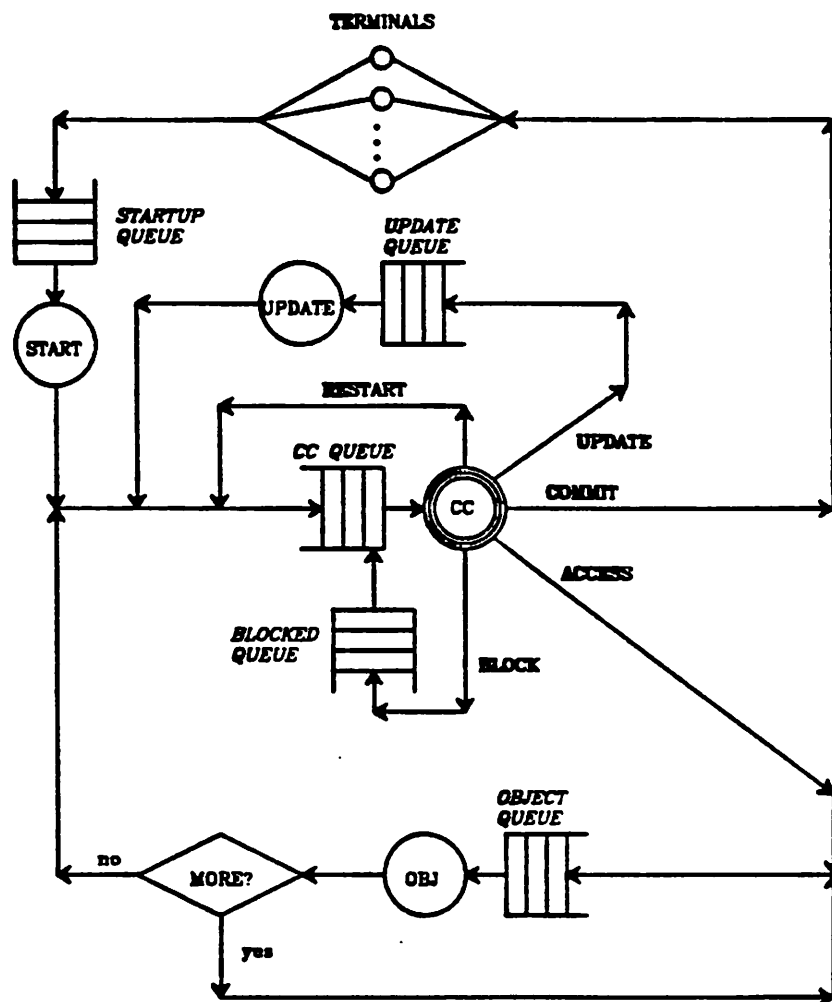 TERMINALS
STARTUP
QUEUE
UPDATE
QUEUE
UPDATE
START
RESTART
UPDATE
CC QUEUE
CC
COMMIT
ACCESS
BLOCKED
QUEUE
BLOCK
OBJECT
QUEUE
no
MORE?
OBJ
yes